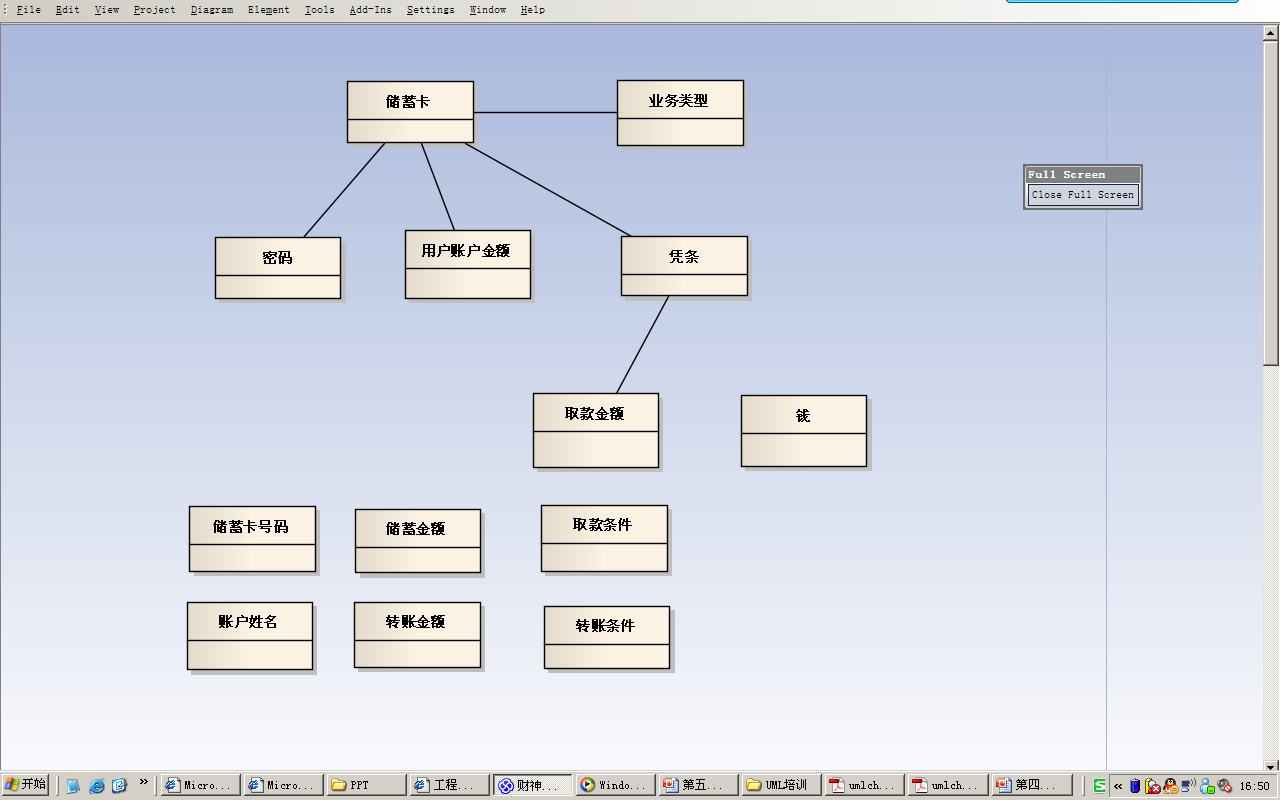 File Edit View Project Diagram Element Tools Add-Ins Settings Window Help
储蓄卡
业务类型
Full Screen
Close Full Screen
密码
用户账户金额
凭条
取款金额
钱
储蓄卡号码
储蓄金额
取款条件
账户姓名
转账金额
转账条件
开始 » Micro... Micro... PPT 工程... 财神... Windo... 第五... UML培训 umlch... umlch... 第四... « 16:50